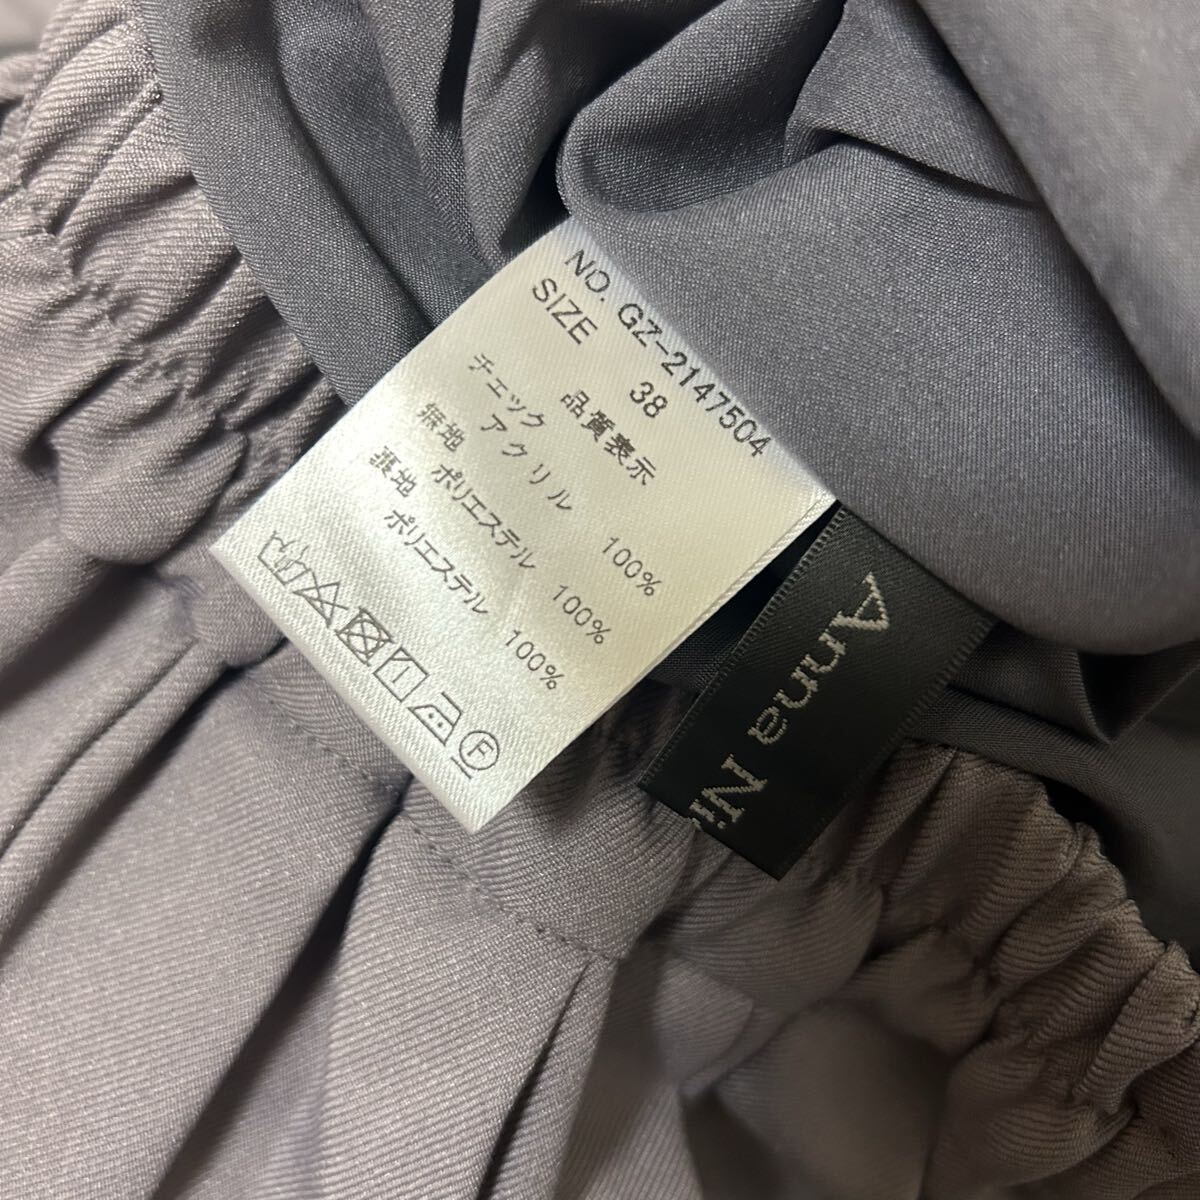 NO. GZ-2147504
SIZE 38
品質表示
チェック
アクリル 100%
無地
ポリエステル 100%
裏地
ポリエステル 100%
F
Anna Ni